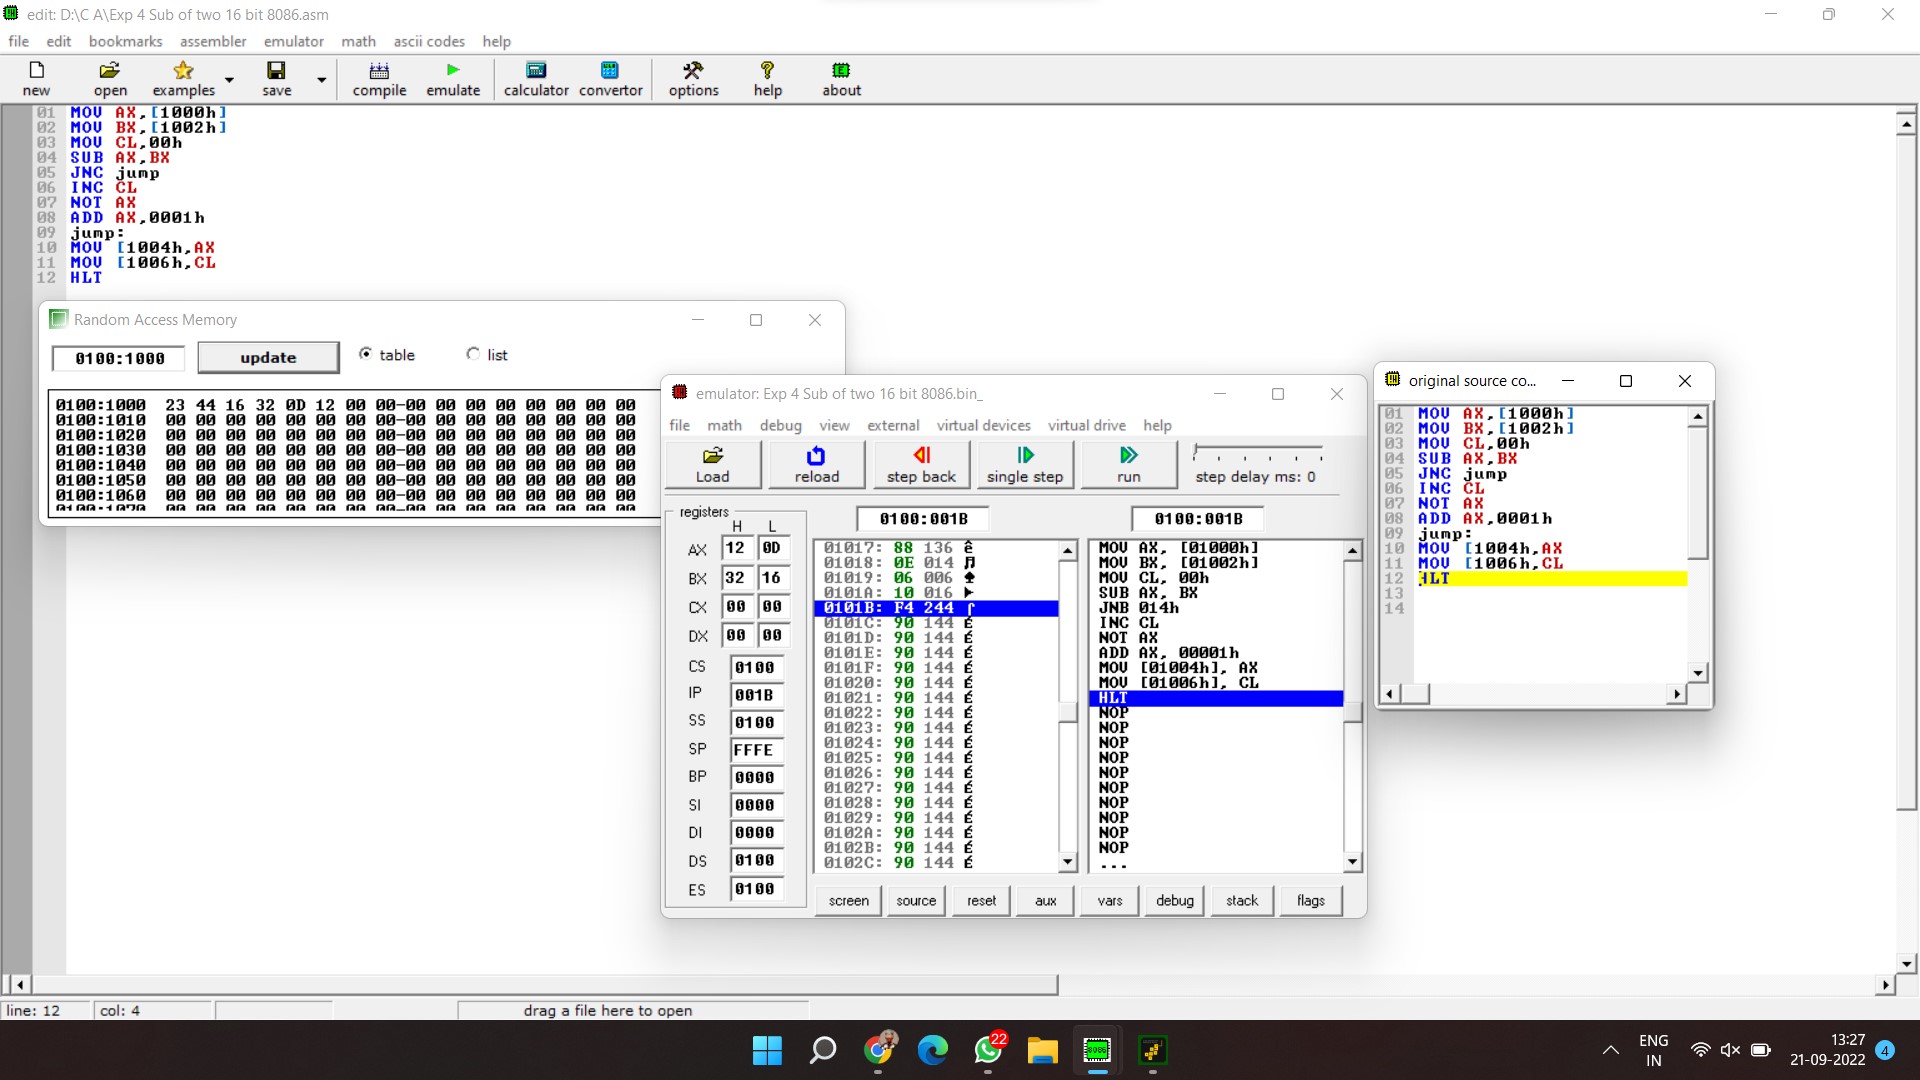 edit: D:\C A\Exp 4 Sub of two 16 bit 8086.asm
file edit bookmarks assembler emulator math ascii codes help
new open examples save compile emulate calculator convertor options help about
01 MOV AX,[1000h]
02 MOV BX,[1002h]
03 MOV CL,00h
04 SUB AX,BX
05 JNC jump
06 INC CL
07 NOT AX
08 ADD AX,0001h
09 jump:
10 MOV [1004h,AX
11 MOV [1006h,CL
12 HLT
Random Access Memory
0100:1000 update table list
0100:1000 23 44 16 32 0D 12 00 00-00 00 00 00 00 00 00 00
0100:1010 00 00 00 00 00 00 00 00-00 00 00 00 00 00 00 00
0100:1020 00 00 00 00 00 00 00 00-00 00 00 00 00 00 00 00
0100:1030 00 00 00 00 00 00 00 00-00 00 00 00 00 00 00 00
0100:1040 00 00 00 00 00 00 00 00-00 00 00 00 00 00 00 00
0100:1050 00 00 00 00 00 00 00 00-00 00 00 00 00 00 00 00
0100:1060 00 00 00 00 00 00 00 00-00 00 00 00 00 00 00 00
0100:1070 00 00 00 00 00 00 00 00-00 00 00 00 00 00 00 00
emulator: Exp 4 Sub of two 16 bit 8086.bin_
file math debug view external virtual devices virtual drive help
Load reload step back single step run step delay ms: 0
registers
H L
AX 12 0D
BX 32 16
CX 00 00
DX 00 00
CS 0100
IP 001B
SS 0100
SP FFFE
BP 0000
SI 0000
DI 0000
DS 0100
ES 0100
0100:001B
01017: 88 136 ê
01018: 0E 014 ♫
01019: 06 006 ♠
0101A: 10 016 ►
0101B: F4 244 ⌠
0101C: 90 144 É
0101D: 90 144 É
0101E: 90 144 É
0101F: 90 144 É
01020: 90 144 É
01021: 90 144 É
01022: 90 144 É
01023: 90 144 É
01024: 90 144 É
01025: 90 144 É
01026: 90 144 É
01027: 90 144 É
01028: 90 144 É
01029: 90 144 É
0102A: 90 144 É
0102B: 90 144 É
0102C: 90 144 É
0100:001B
MOV AX, [01000h]
MOV BX, [01002h]
MOV CL, 00h
SUB AX, BX
JNB 014h
INC CL
NOT AX
ADD AX, 00001h
MOV [01004h], AX
MOV [01006h], CL
HLT
NOP
NOP
NOP
NOP
NOP
NOP
NOP
NOP
NOP
NOP
...
screen source reset aux vars debug stack flags
original source co...
01 MOV AX,[1000h]
02 MOV BX,[1002h]
03 MOV CL,00h
04 SUB AX,BX
05 JNC jump
06 INC CL
07 NOT AX
08 ADD AX,0001h
09 jump:
10 MOV [1004h,AX
11 MOV [1006h,CL
12 HLT
13
14
line: 12 col: 4 drag a file here to open
22
8086
ENG
IN
13:27
21-09-2022
4